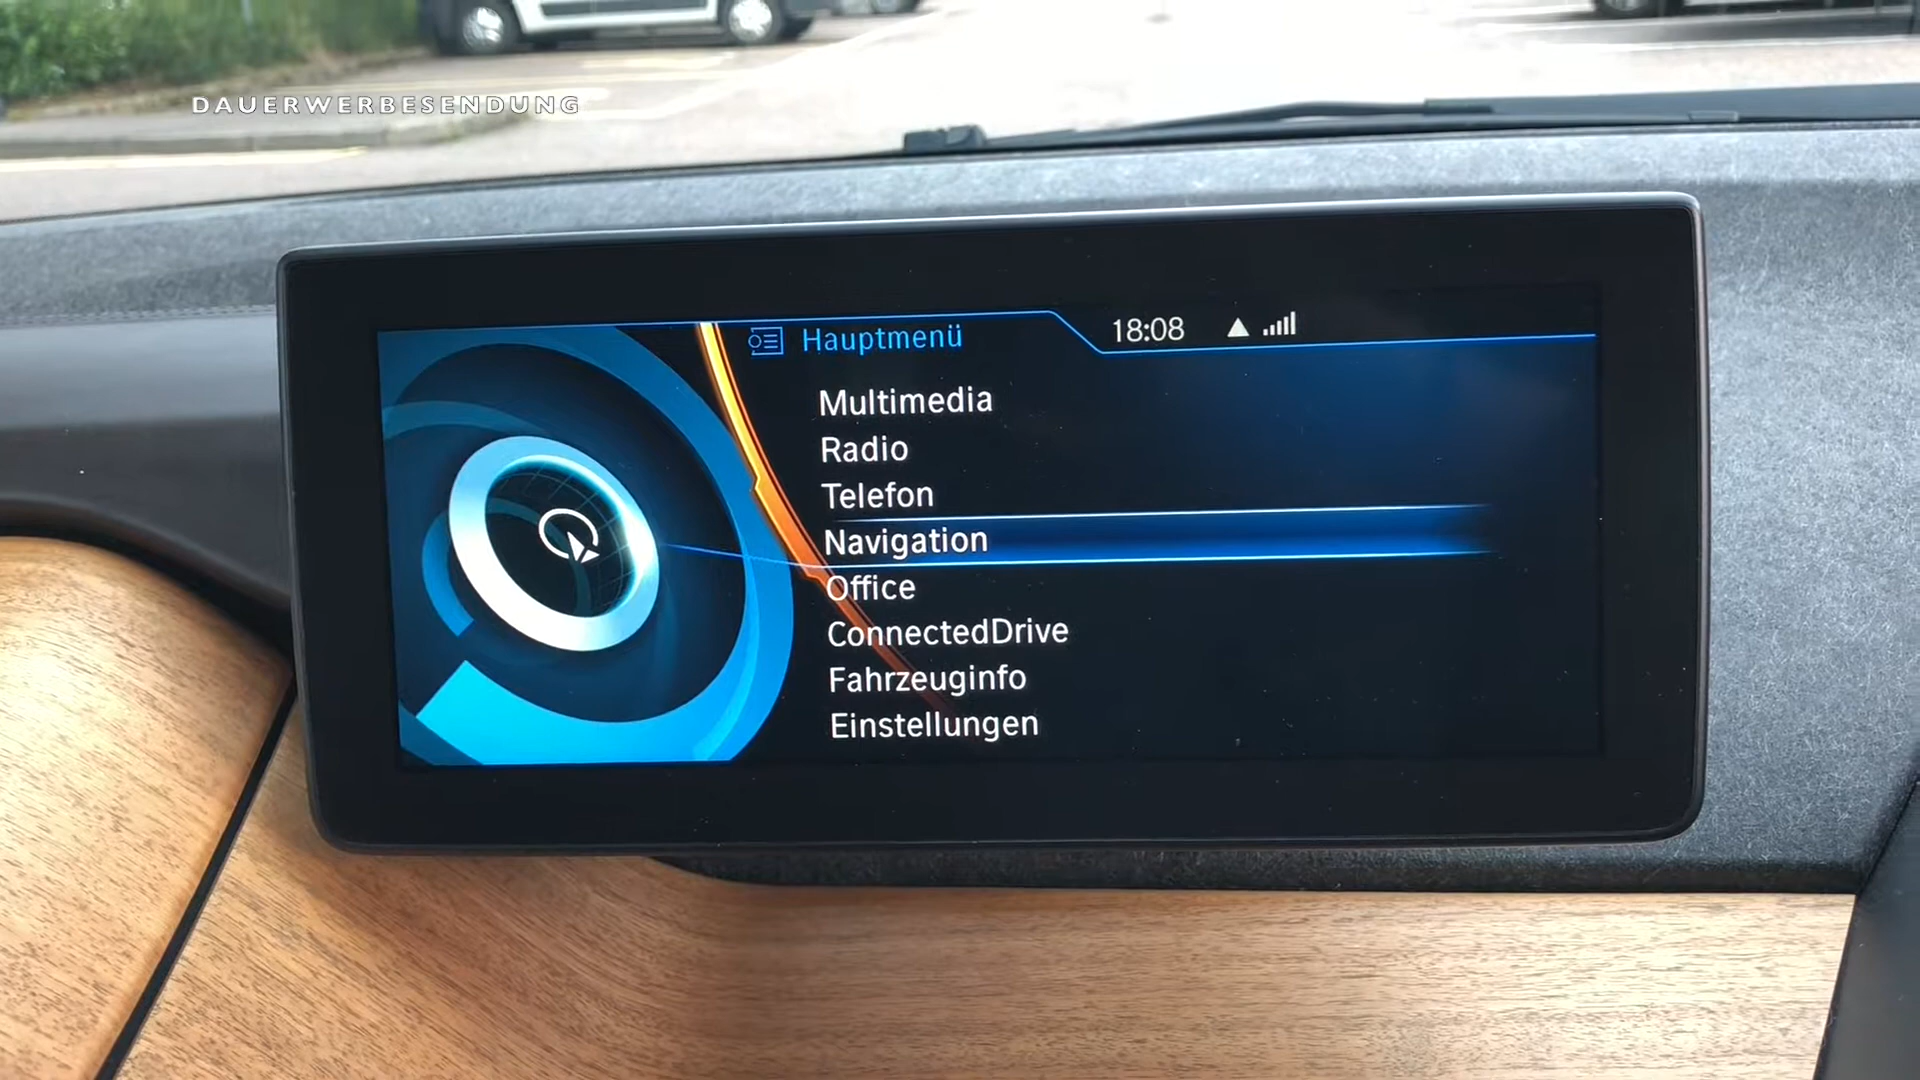 DAUERWERBESENDUNG
Hauptmenü
18:08
Multimedia
Radio
Telefon
Navigation
Office
ConnectedDrive
Fahrzeuginfo
Einstellungen